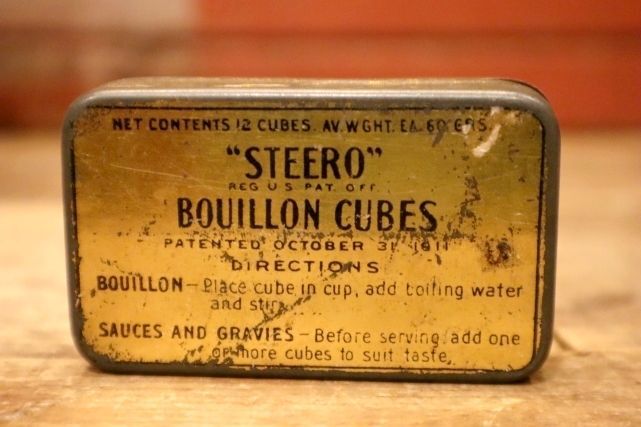 NET CONTENTS 12 CUBES. AV. WGHT. EA. 60 GRS.
"STEERO"
REG U S PAT. OFF.
BOUILLON CUBES
PATENTED OCTOBER 31, 1911
DIRECTIONS
BOUILLON – Place cube in cup, add boiling water
and stir.
SAUCES AND GRAVIES – Before serving, add one
or more cubes to suit taste.